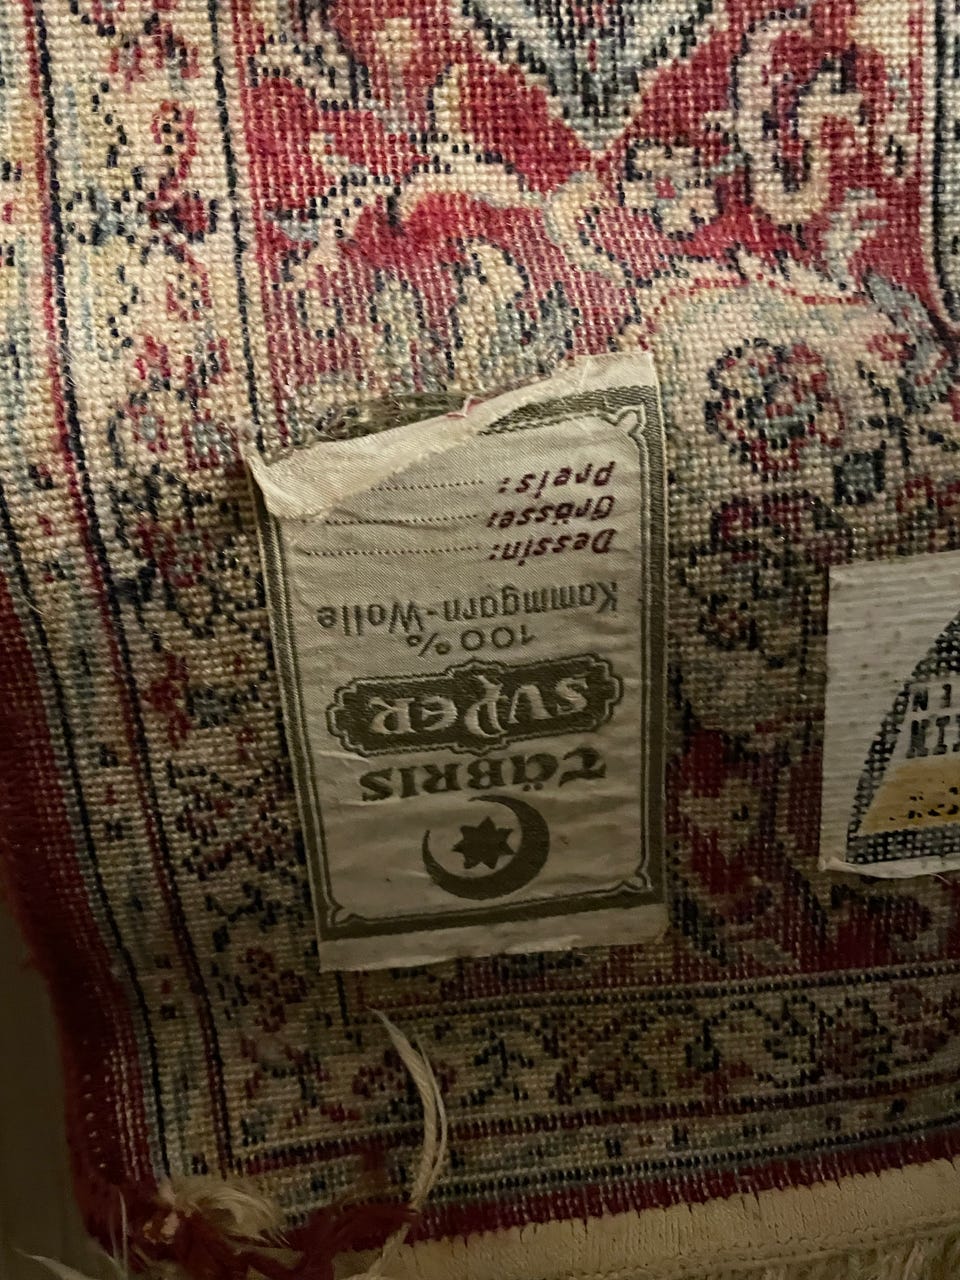 TÄBRIS
SUPER
100%
Kammgarn-Wolle
Dessin:
Grösse:
Preis: